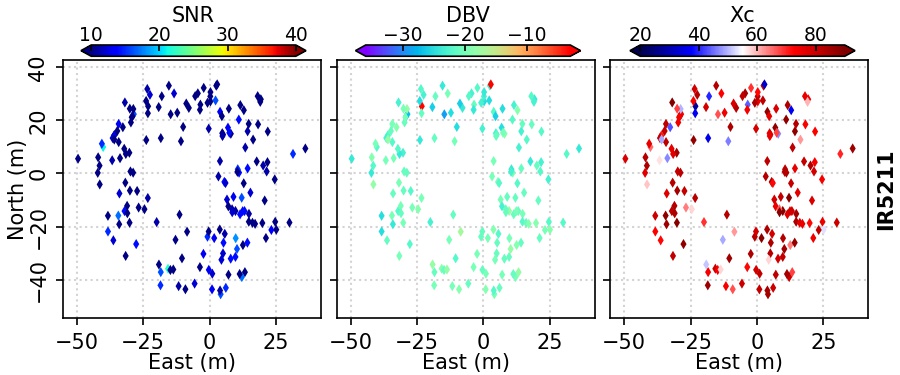 SNR DBV Xc
10 20 30 40 −30 −20 −10 20 40 60 80
40
20
0
−20
−40
North (m)
−50 −25 0 25 −50 −25 0 25 −50 −25 0 25
East (m) East (m) East (m)
IR5211